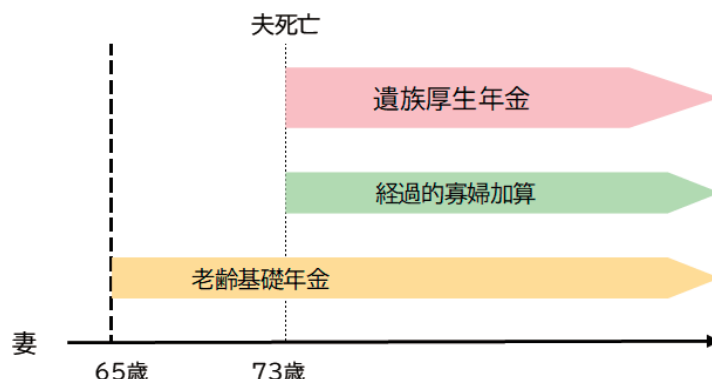 夫死亡
遺族厚生年金
経過的寡婦加算
老齢基礎年金
妻
65歳
73歳